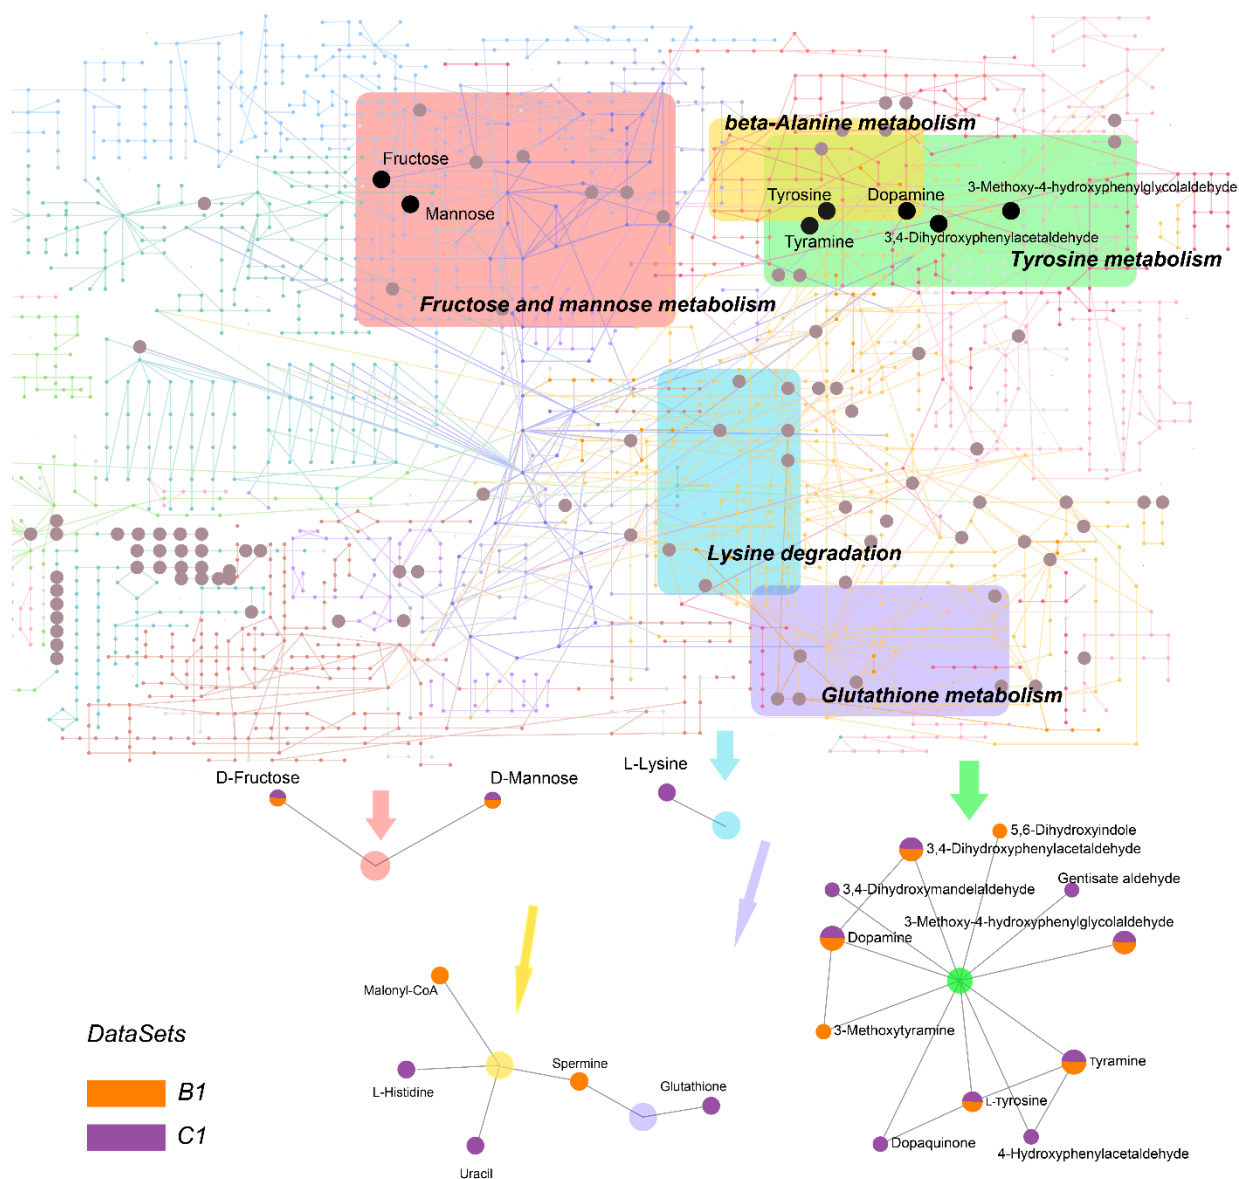 beta-Alanine metabolism
Fructose
Mannose
Tyrosine
Dopamine
3-Methoxy-4-hydroxyphenylglycolaldehyde
Tyramine
3,4-Dihydroxyphenylacetaldehyde
Tyrosine metabolism
Fructose and mannose metabolism
Lysine degradation
Glutathione metabolism
D-Fructose
D-Mannose
L-Lysine
5,6-Dihydroxyindole
3,4-Dihydroxyphenylacetaldehyde
3,4-Dihydroxymandelaldehyde
Gentisate aldehyde
3-Methoxy-4-hydroxyphenylglycolaldehyde
Dopamine
3-Methoxytyramine
Tyramine
L-Tyrosine
Dopaquinone
4-Hydroxyphenylacetaldehyde
Malonyl-CoA
L-Histidine
Spermine
Glutathione
Uracil
DataSets
B1
C1